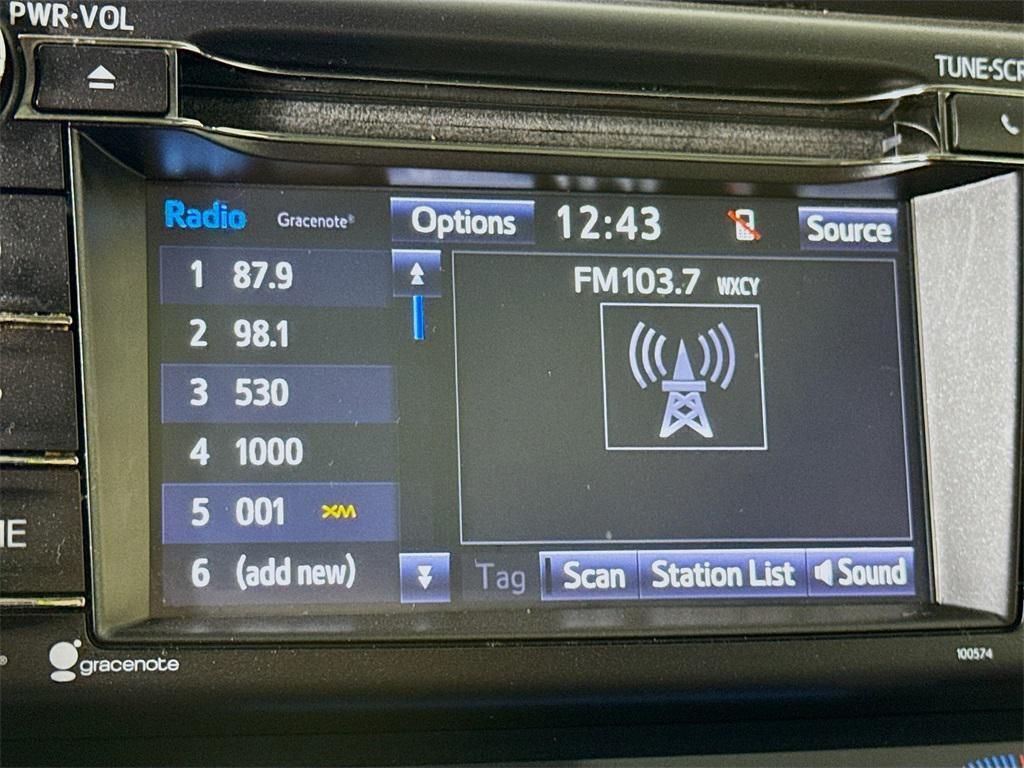 PWR·VOL
TUNE·SCR
Radio Gracenote® Options 12:43 Source
1 87.9
FM103.7 WXCY
2 98.1
3 530
4 1000
5 001 XM
6 (add new)
Tag Scan Station List Sound
gracenote
100574